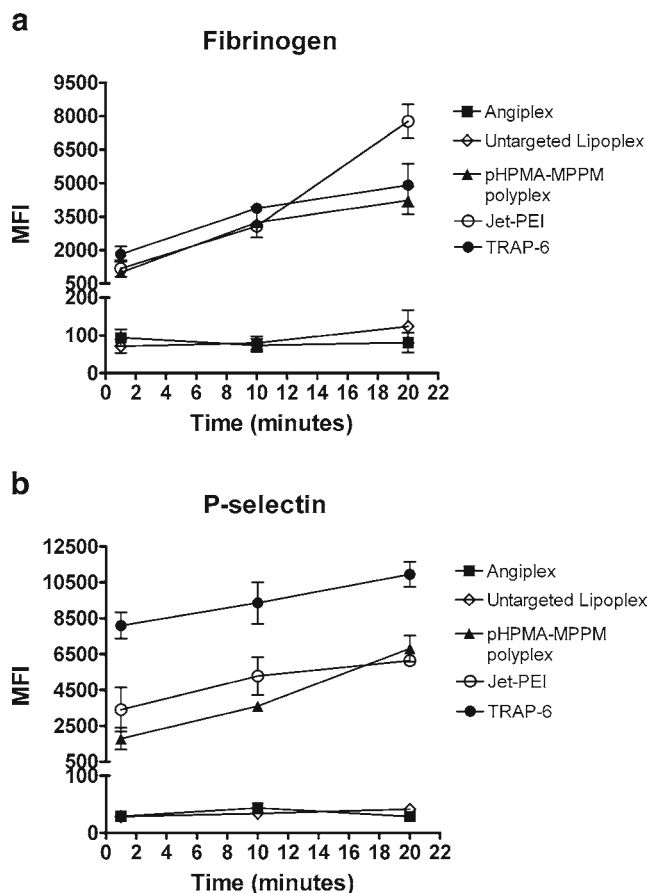 a
Fibrinogen
9500
8000
6500
5000
3500
2000
500
200
100
0
MFI
0 2 4 6 8 10 12 14 16 18 20 22
Time (minutes)
Angiplex
Untargeted Lipoplex
pHPMA-MPPM
polyplex
Jet-PEI
TRAP-6
b
P-selectin
12500
10500
8500
6500
4500
2500
500
100
0
MFI
0 2 4 6 8 10 12 14 16 18 20 22
Time (minutes)
Angiplex
Untargeted Lipoplex
pHPMA-MPPM
polyplex
Jet-PEI
TRAP-6